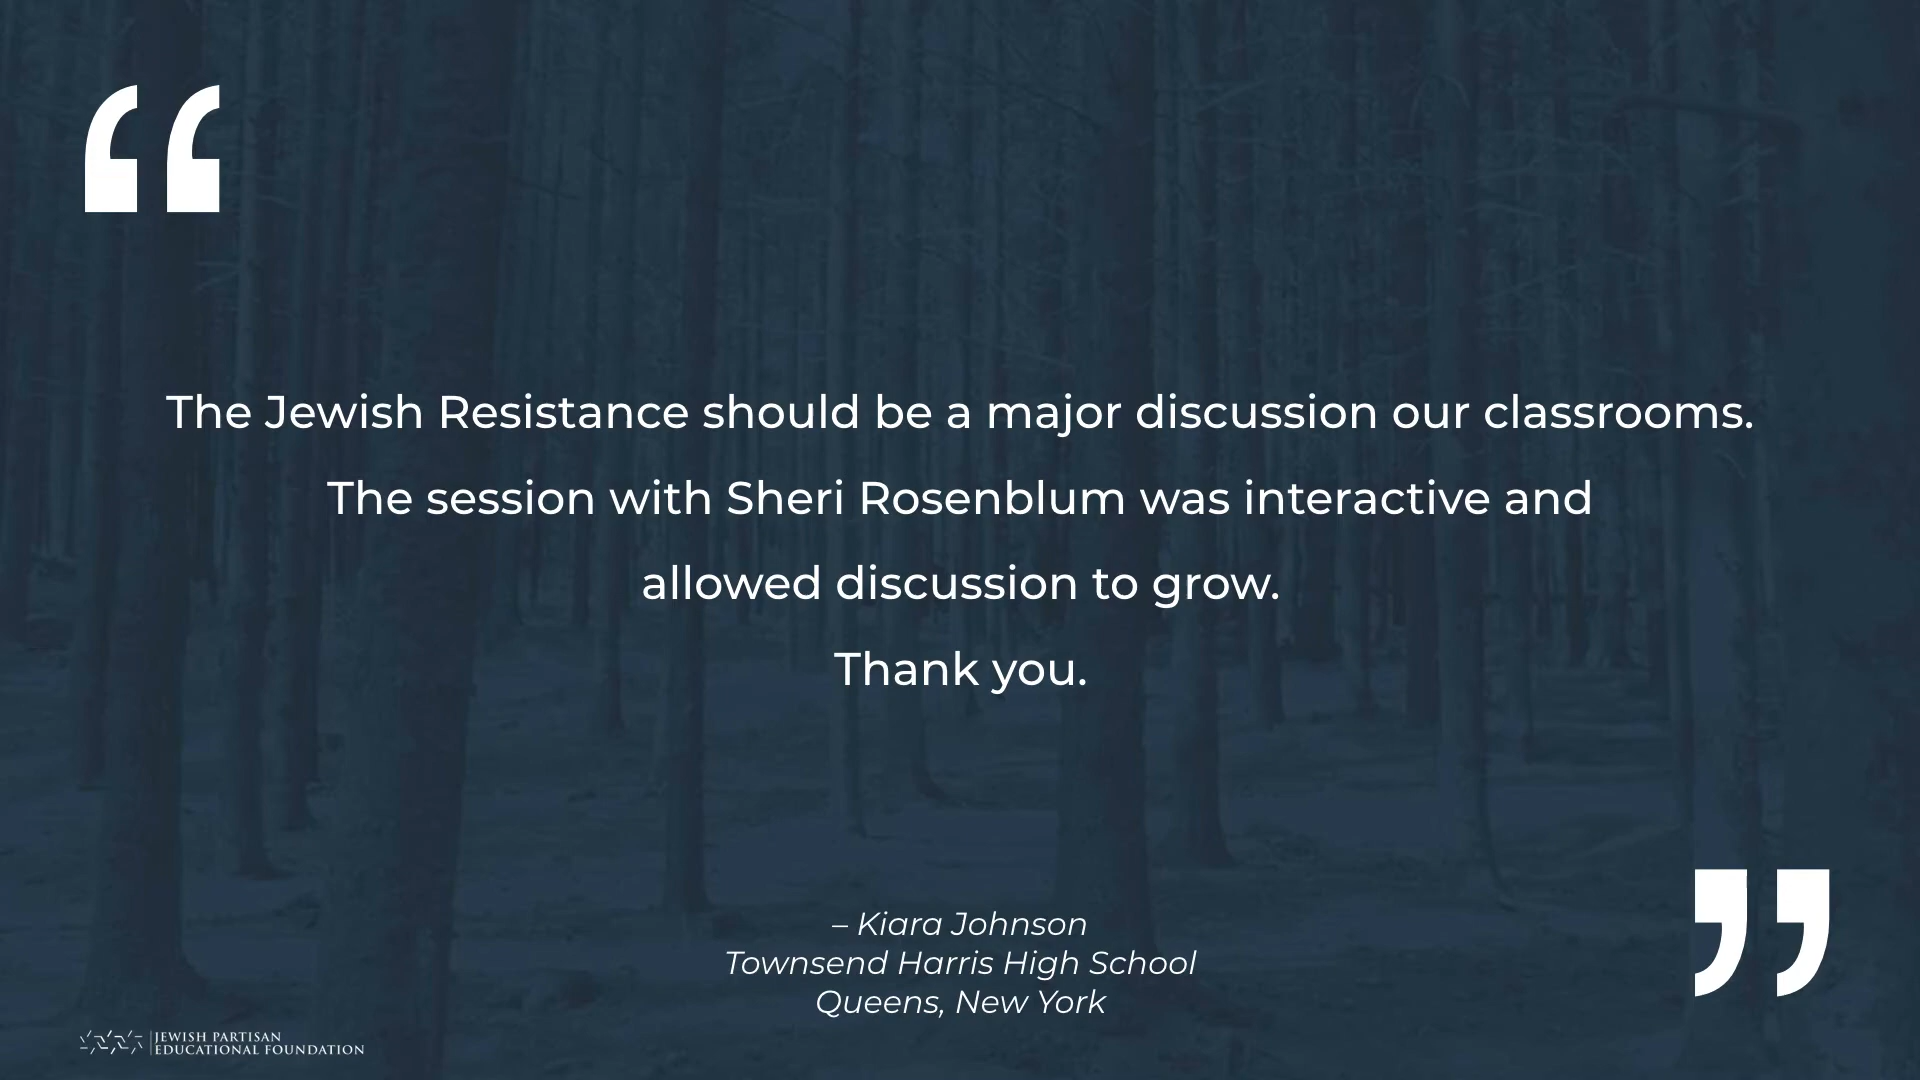 “
The Jewish Resistance should be a major discussion our classrooms.
The session with Sheri Rosenblum was interactive and
allowed discussion to grow.
Thank you.
”
– Kiara Johnson
Townsend Harris High School
Queens, New York
JEWISH PARTISAN
EDUCATIONAL FOUNDATION